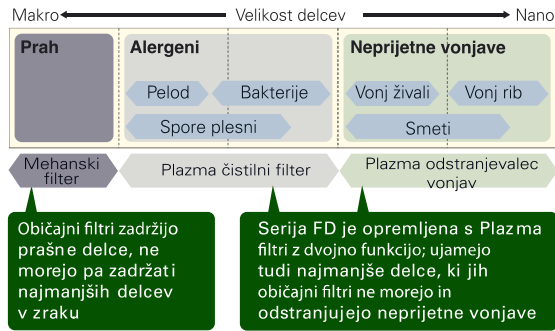 Makro Velikost delcev Nano
Prah Alergeni Neprijetne vonjave
Pelod Bakterije Vonj živali Vonj rib
Spore plesni Smeti
Mehanski
filter
Plazma čistilni filter
Plazma odstranjevalec
vonjav
Običajni filtri zadržijo
prašne delce, ne
morejo pa zadržati
najmanjših delcev
v zraku
Serija FD je opremljena s Plazma
filtri z dvojno funkcijo; ujamejo
tudi najmanjše delce, ki jih
običajni filtri ne morejo in
odstranjujejo neprijetne vonjave